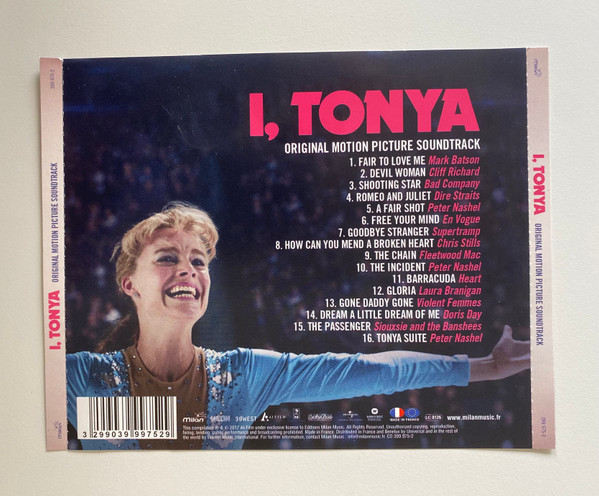 I, TONYA
ORIGINAL MOTION PICTURE SOUNDTRACK
1. FAIR TO LOVE ME Mark Batson
2. DEVIL WOMAN Cliff Richard
3. SHOOTING STAR Bad Company
4. ROMEO AND JULIET Dire Straits
5. A FAIR SHOT Peter Nashel
6. FREE YOUR MIND En Vogue
7. GOODBYE STRANGER Supertramp
8. HOW CAN YOU MEND A BROKEN HEART Chris Stills
9. THE CHAIN Fleetwood Mac
10. THE INCIDENT Peter Nashel
11. BARRACUDA Heart
12. GLORIA Laura Branigan
13. GONE DADDY GONE Violent Femmes
14. DREAM A LITTLE DREAM OF ME Doris Day
15. THE PASSENGER Siouxsie and the Banshees
16. TONYA SUITE Peter Nashel
I, TONYA ORIGINAL MOTION PICTURE SOUNDTRACK
I, TONYA ORIGINAL MOTION PICTURE SOUNDTRACK
milan
30WEST
LC 8126
www.milanmusic.fr
3 299039 997529